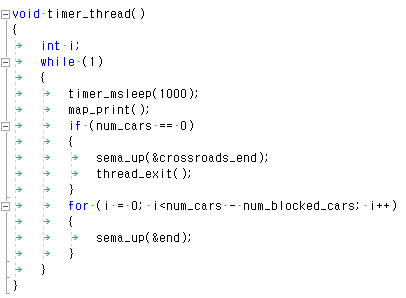 void timer_thread()
{
int i;
while (1)
{
timer_msleep(1000);
map_print();
if (num_cars == 0)
{
sema_up(&crossroads_end);
thread_exit();
}
for (i = 0; i<num_cars - num_blocked_cars; i++)
{
sema_up(&end);
}
}
}